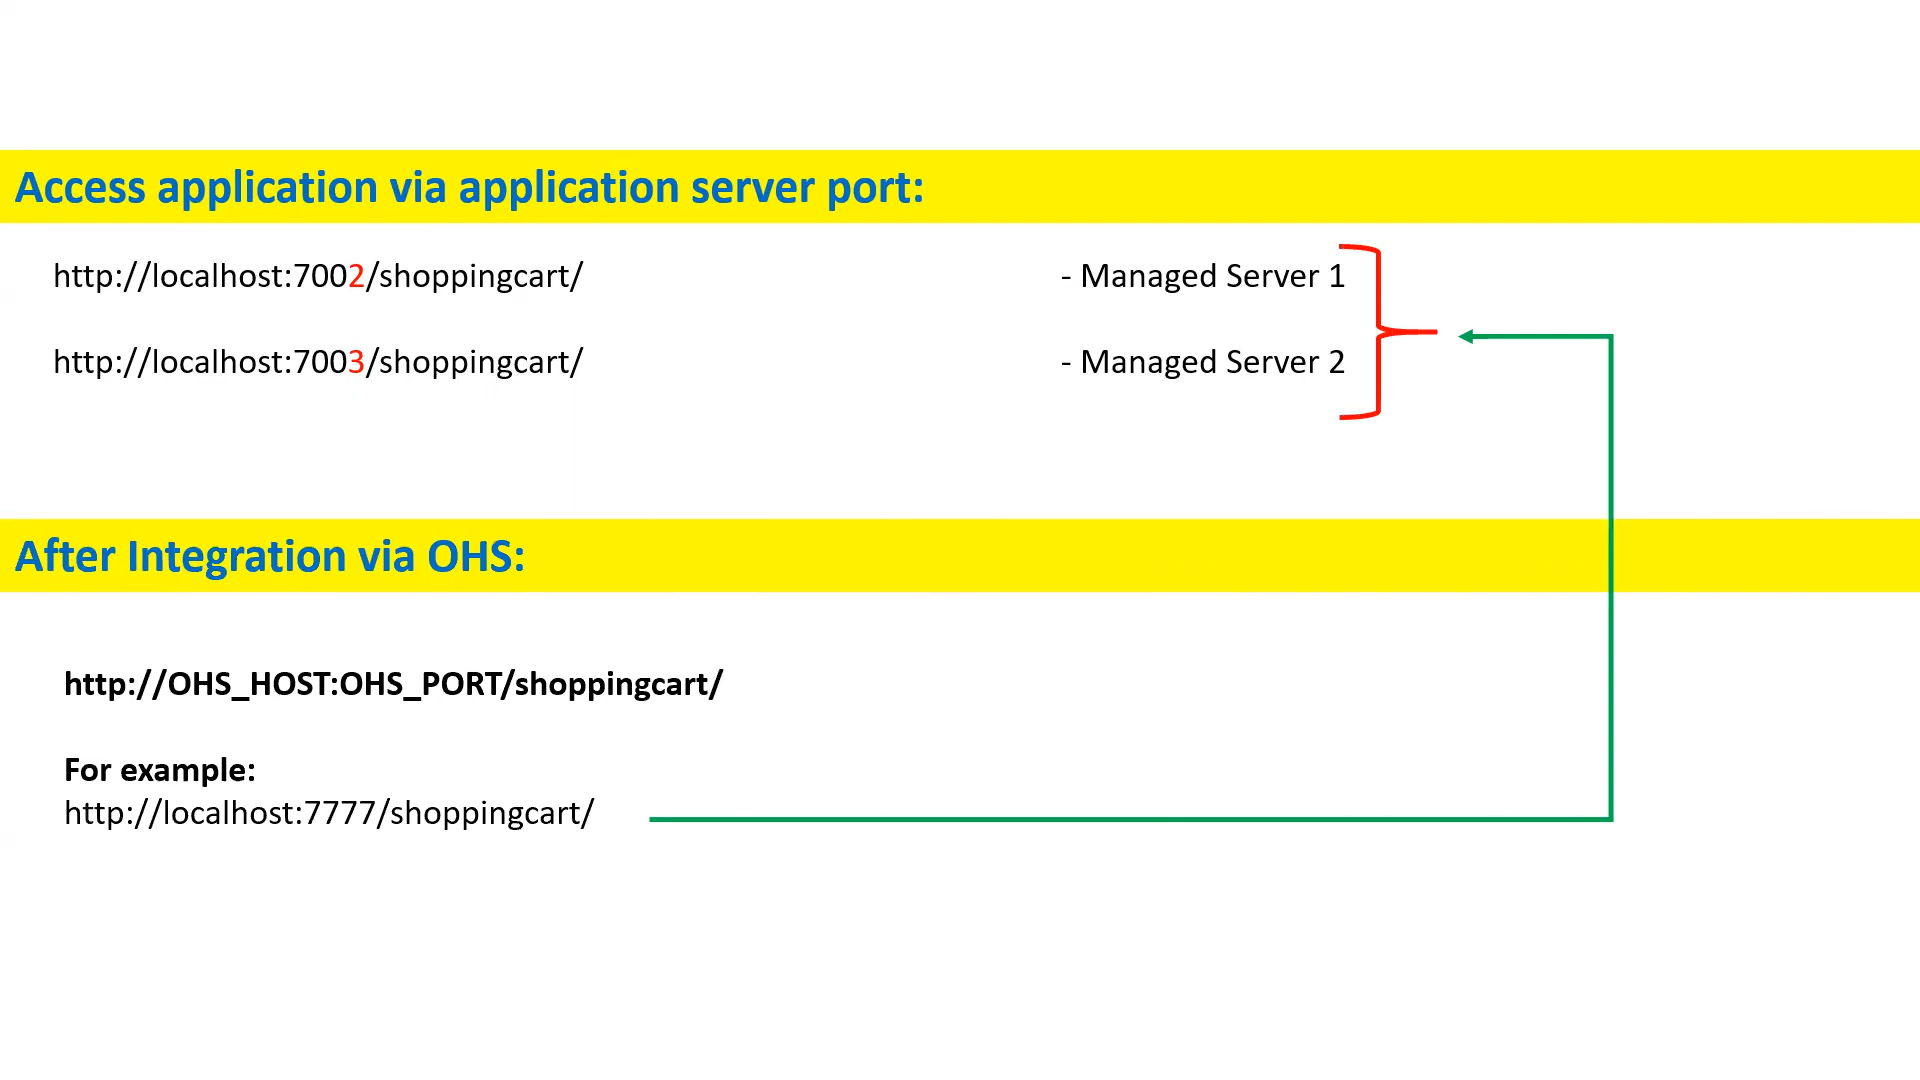 Access application via application server port:
http://localhost:7002/shoppingcart/ - Managed Server 1
http://localhost:7003/shoppingcart/ - Managed Server 2
After Integration via OHS:
http://OHS_HOST:OHS_PORT/shoppingcart/
For example:
http://localhost:7777/shoppingcart/